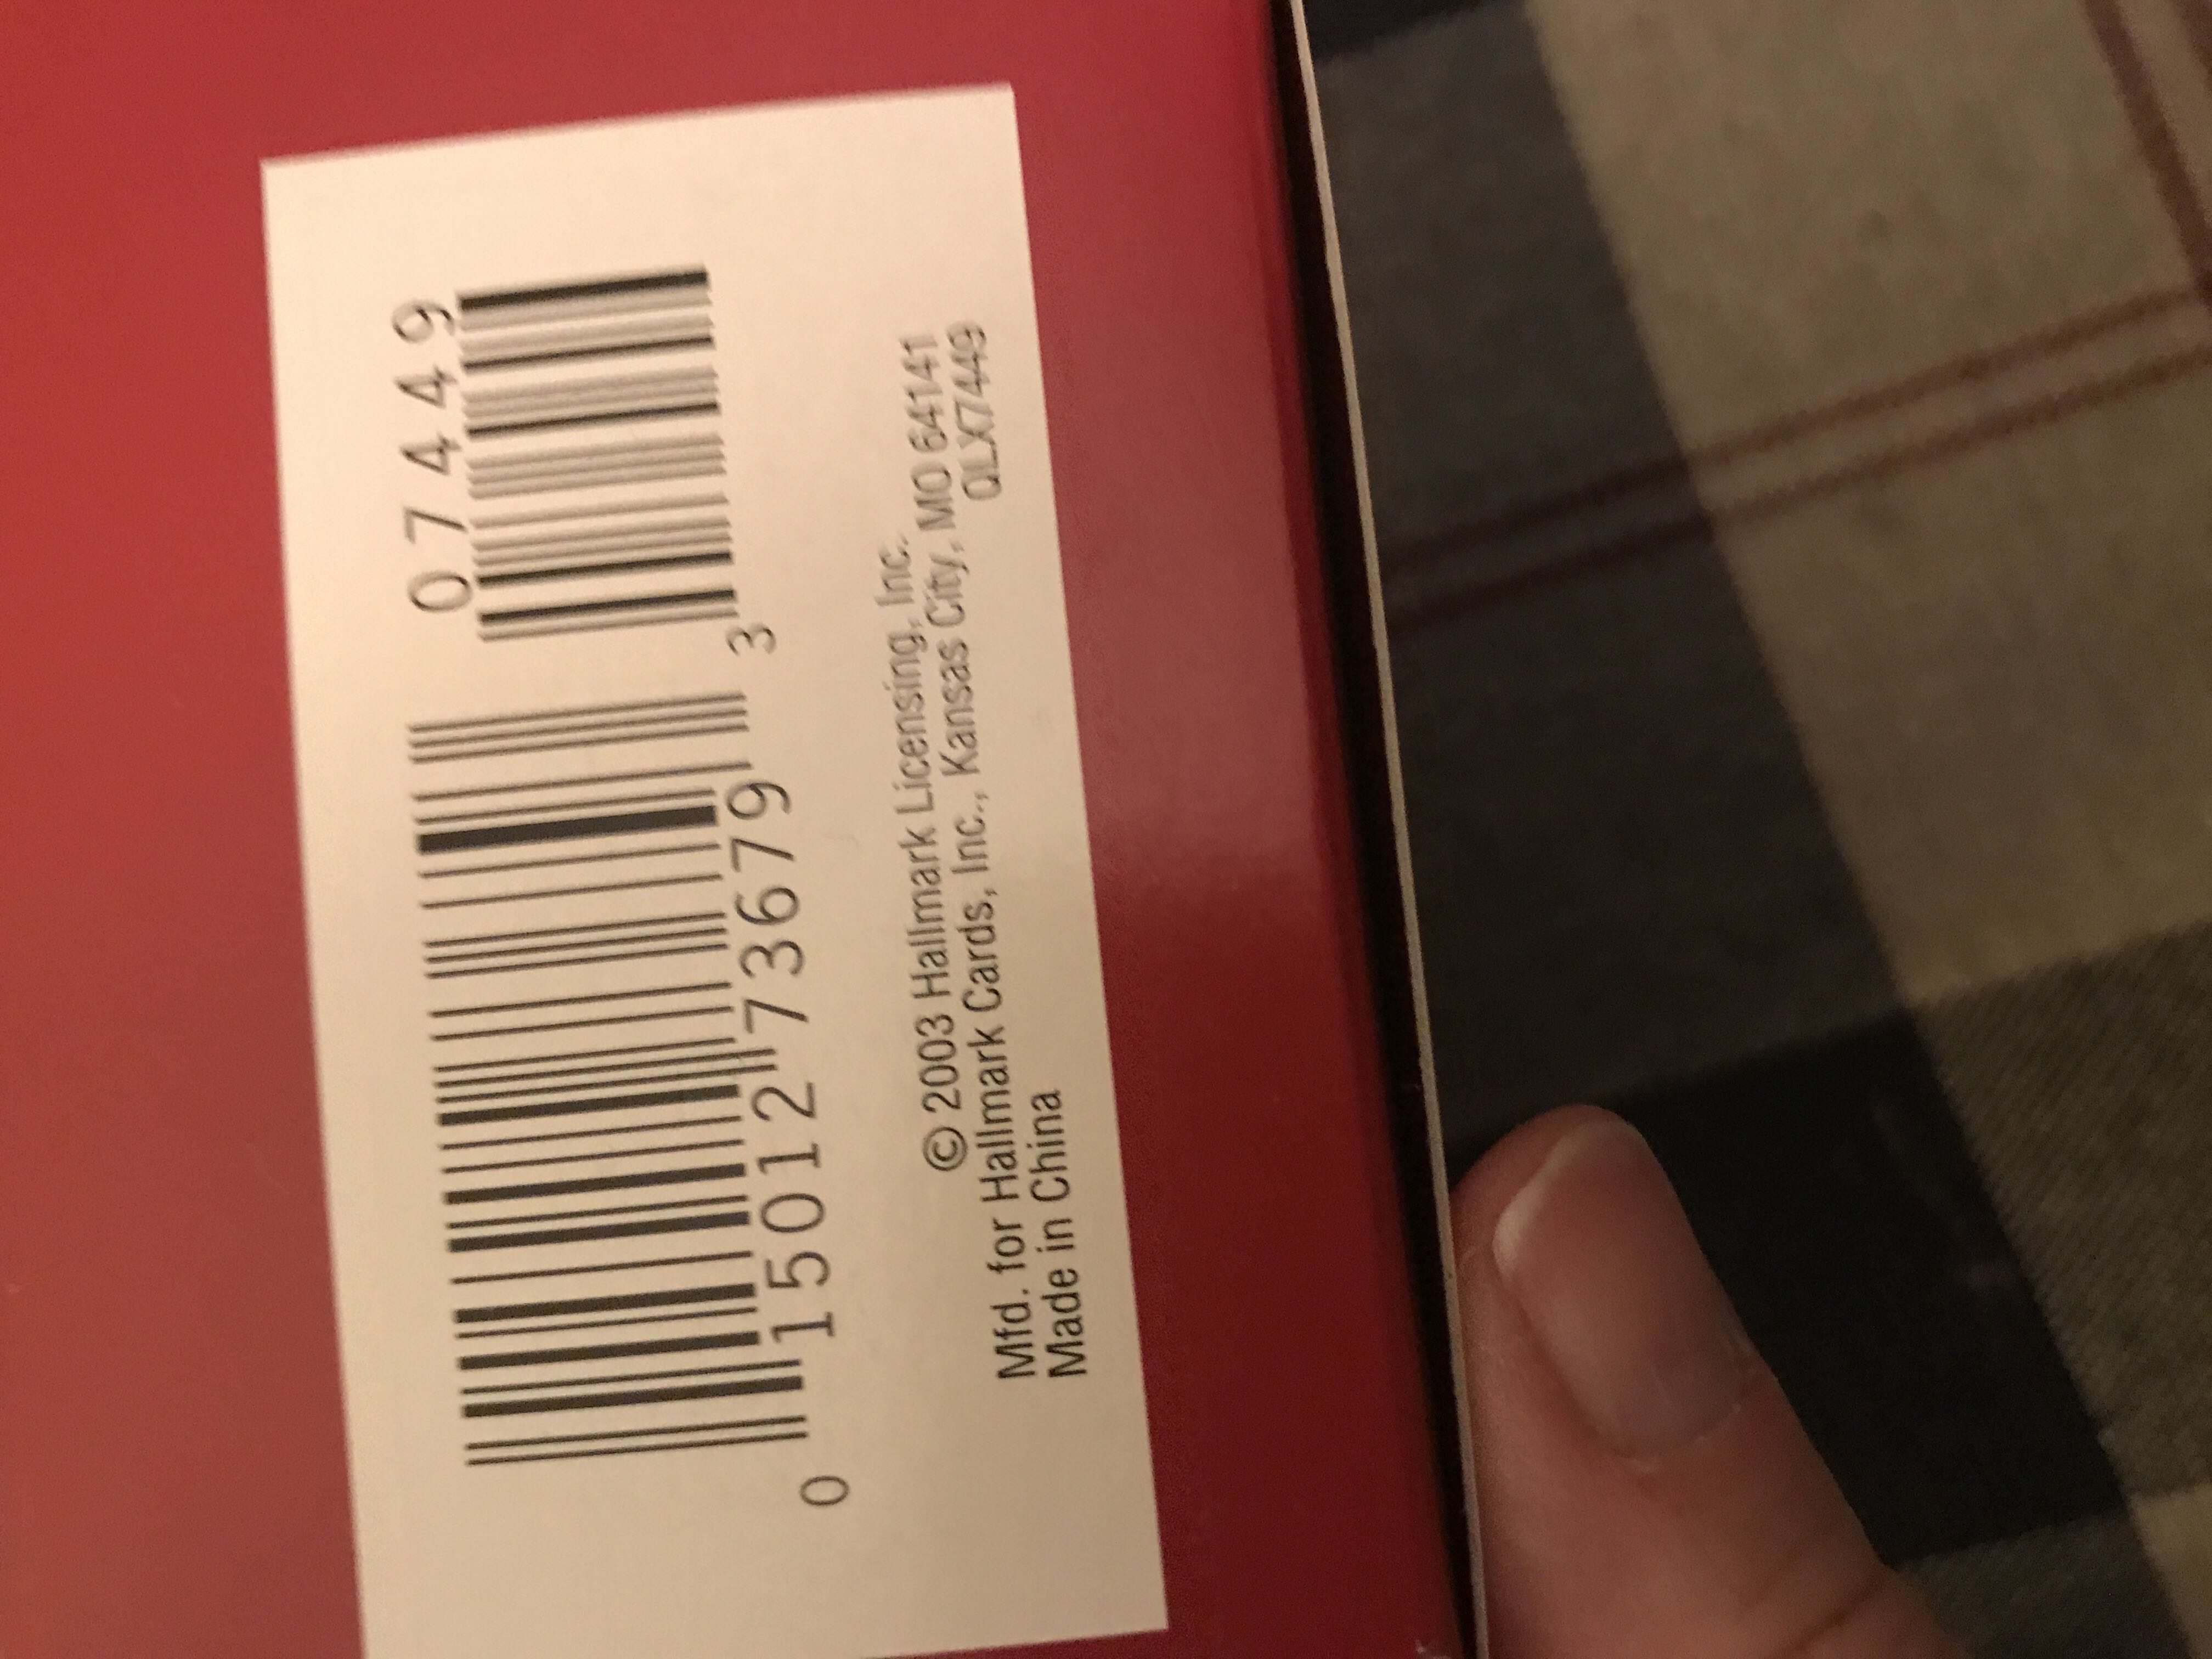 07449
0 15012 73679 3
© 2003 Hallmark Licensing, Inc.
Mfd. for Hallmark Cards, Inc., Kansas City, MO 64141
Made in China QLX7449